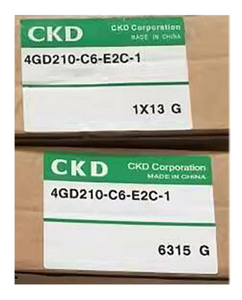 CKD
CKD Corporation
MADE IN CHINA
4GD210-C6-E2C-1
1X13 G
CKD
CKD Corporation
MADE IN CHINA
4GD210-C6-E2C-1
6315 G